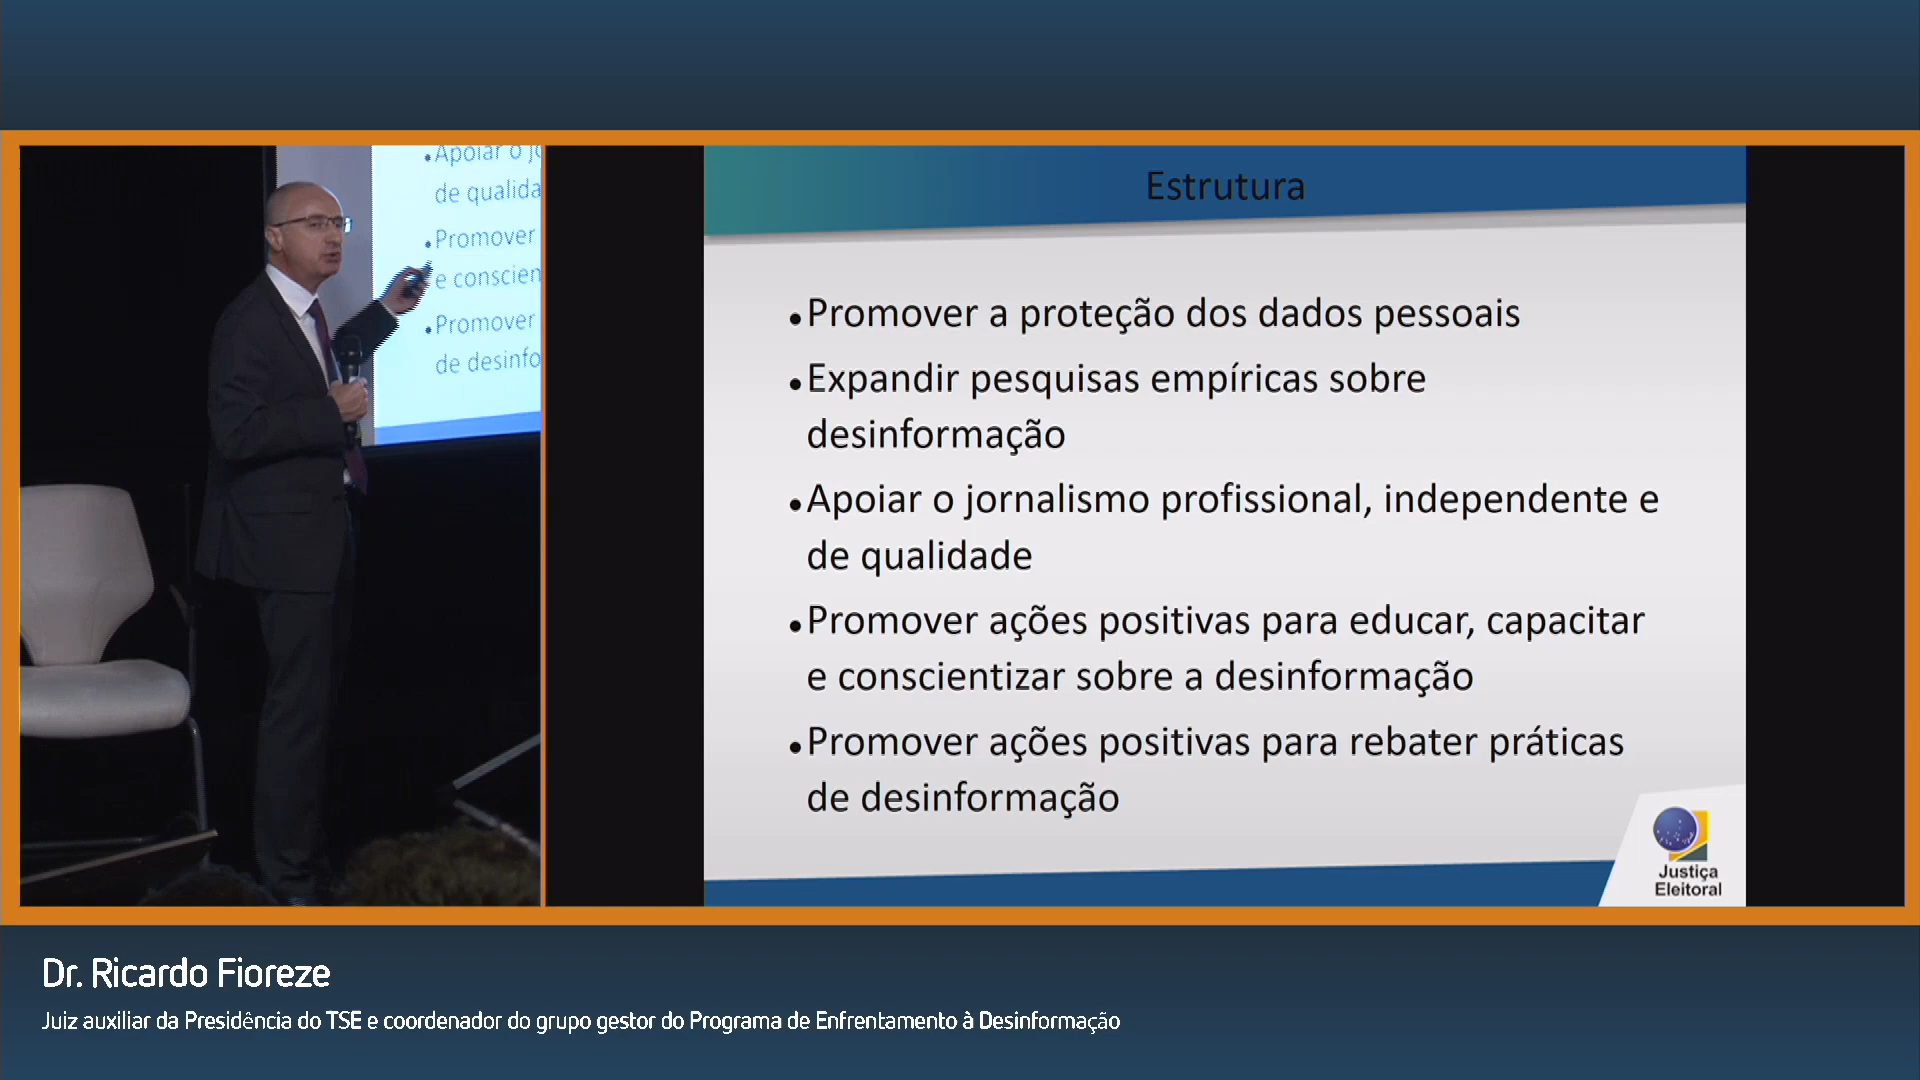 Apoiar o
de qualida
Promover
e conscien
Promover
de desinfo
Estrutura
•Promover a proteção dos dados pessoais
•Expandir pesquisas empíricas sobre
desinformação
•Apoiar o jornalismo profissional, independente e
de qualidade
•Promover ações positivas para educar, capacitar
e conscientizar sobre a desinformação
•Promover ações positivas para rebater práticas
de desinformação
Justiça
Eleitoral
Dr. Ricardo Fioreze
Juiz auxiliar da Presidência do TSE e coordenador do grupo gestor do Programa de Enfrentamento à Desinformação